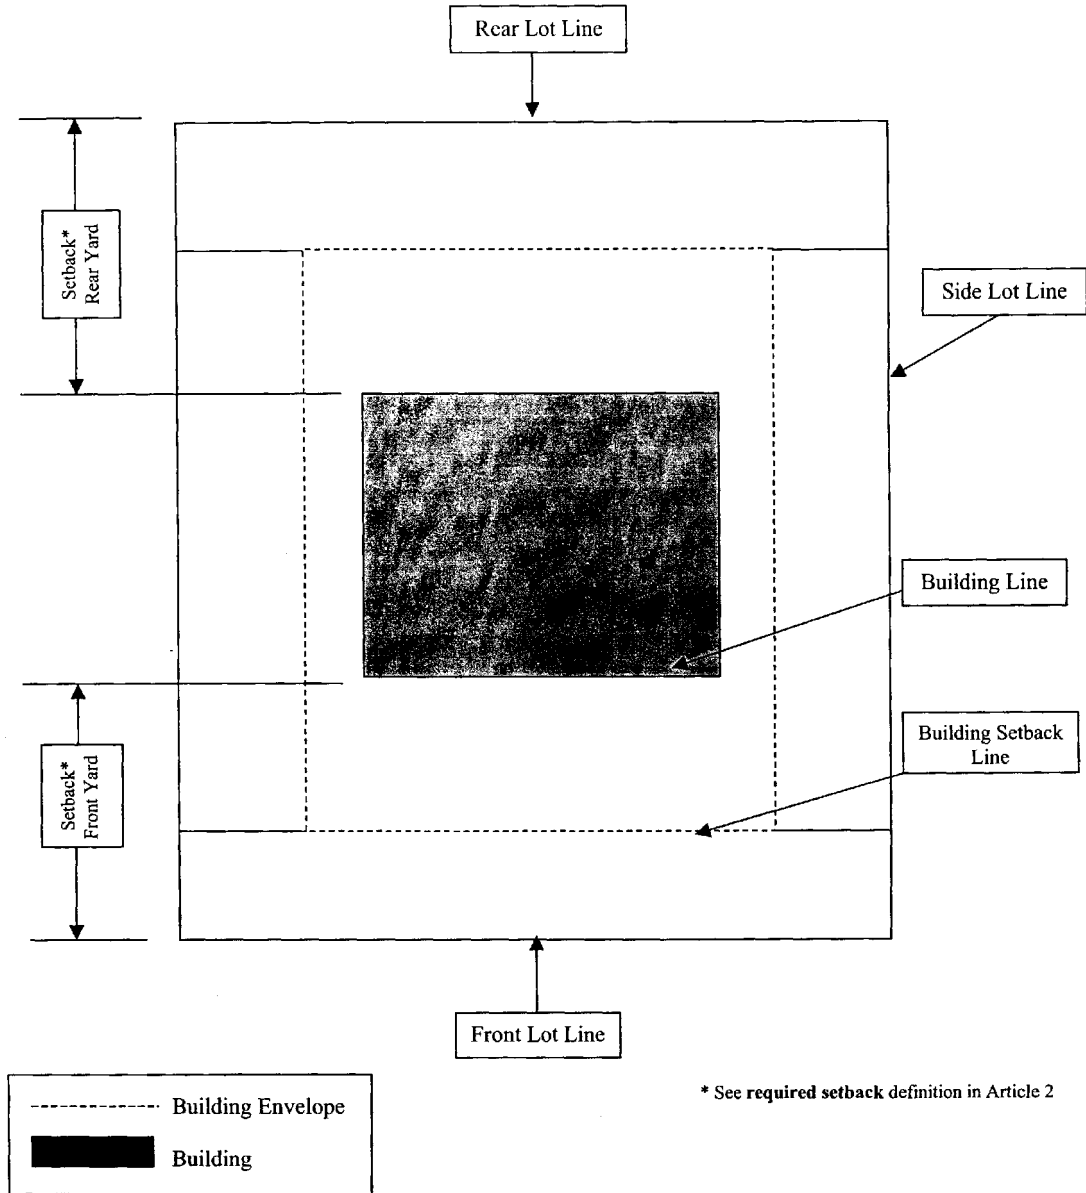 Rear Lot Line
Setback*
Rear Yard
Side Lot Line
Building Line
Building Setback
Line
Setback*
Front Yard
Front Lot Line
* See required setback definition in Article 2
Building Envelope
Building